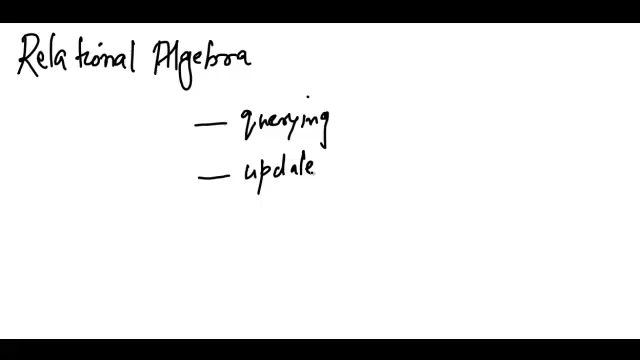 Relational Algebra
— querying
— update